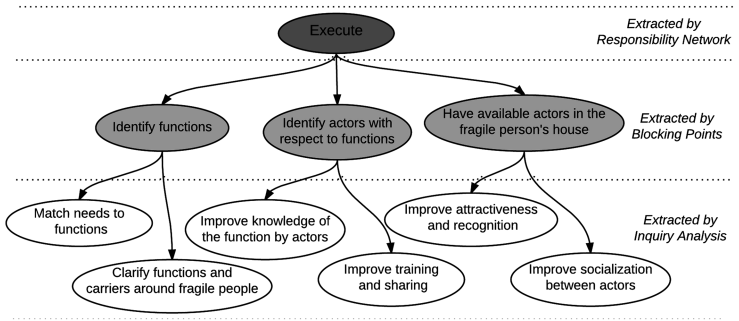 Execute
Extracted by
Responsibility Network
Identify functions
Identify actors with
respect to functions
Have available actors in the
fragile person's house
Extracted by
Blocking Points
Match needs to
functions
Improve knowledge of
the function by actors
Improve attractiveness
and recognition
Extracted by
Inquiry Analysis
Clarify functions and
carriers around fragile people
Improve training
and sharing
Improve socialization
between actors